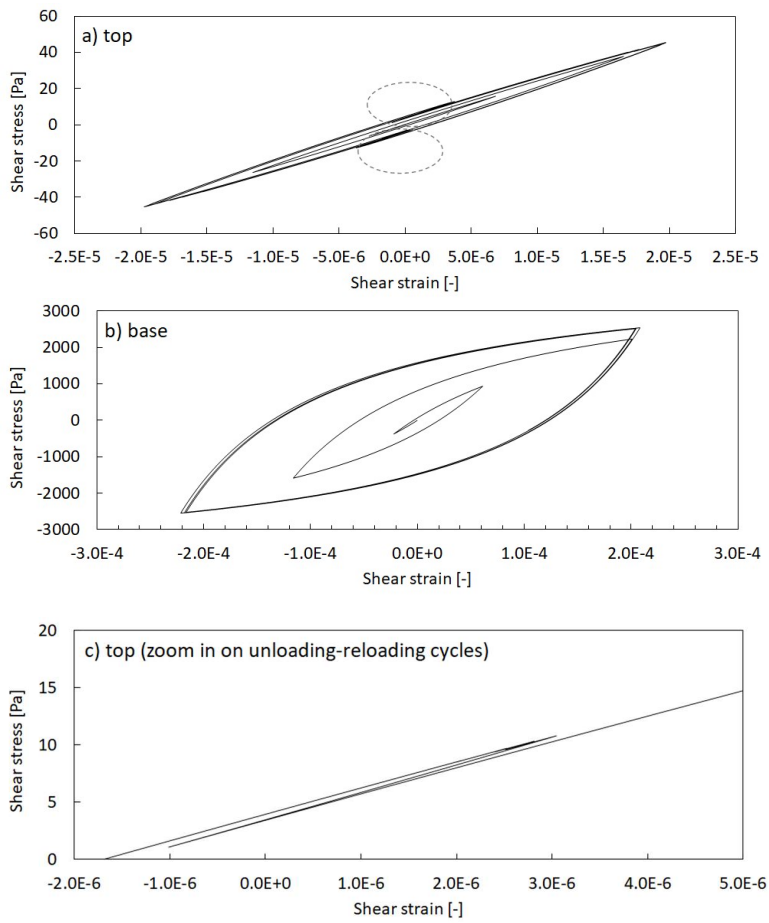 a) top
Shear stress [Pa]
60
40
20
0
-20
-40
-60
-2.5E-5 -2.0E-5 -1.5E-5 -1.0E-5 -5.0E-6 0.0E+0 5.0E-6 1.0E-5 1.5E-5 2.0E-5 2.5E-5
Shear strain [-]
b) base
Shear stress [Pa]
3000
2000
1000
0
-1000
-2000
-3000
-3.0E-4 -2.0E-4 -1.0E-4 0.0E+0 1.0E-4 2.0E-4 3.0E-4
Shear strain [-]
c) top (zoom in on unloading-reloading cycles)
Shear stress [Pa]
20
15
10
5
0
-2.0E-6 -1.0E-6 0.0E+0 1.0E-6 2.0E-6 3.0E-6 4.0E-6 5.0E-6
Shear strain [-]